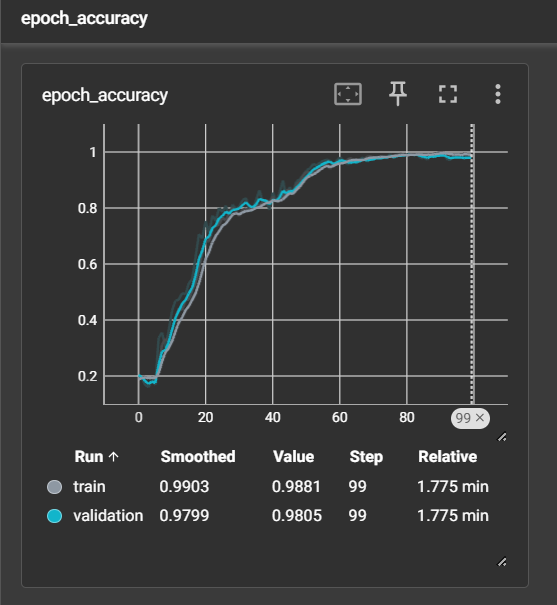 epoch_accuracy
epoch_accuracy
1
0.8
0.6
0.4
0.2
0 20 40 60 80 99 ×
Run ↑ Smoothed Value Step Relative
train 0.9903 0.9881 99 1.775 min
validation 0.9799 0.9805 99 1.775 min